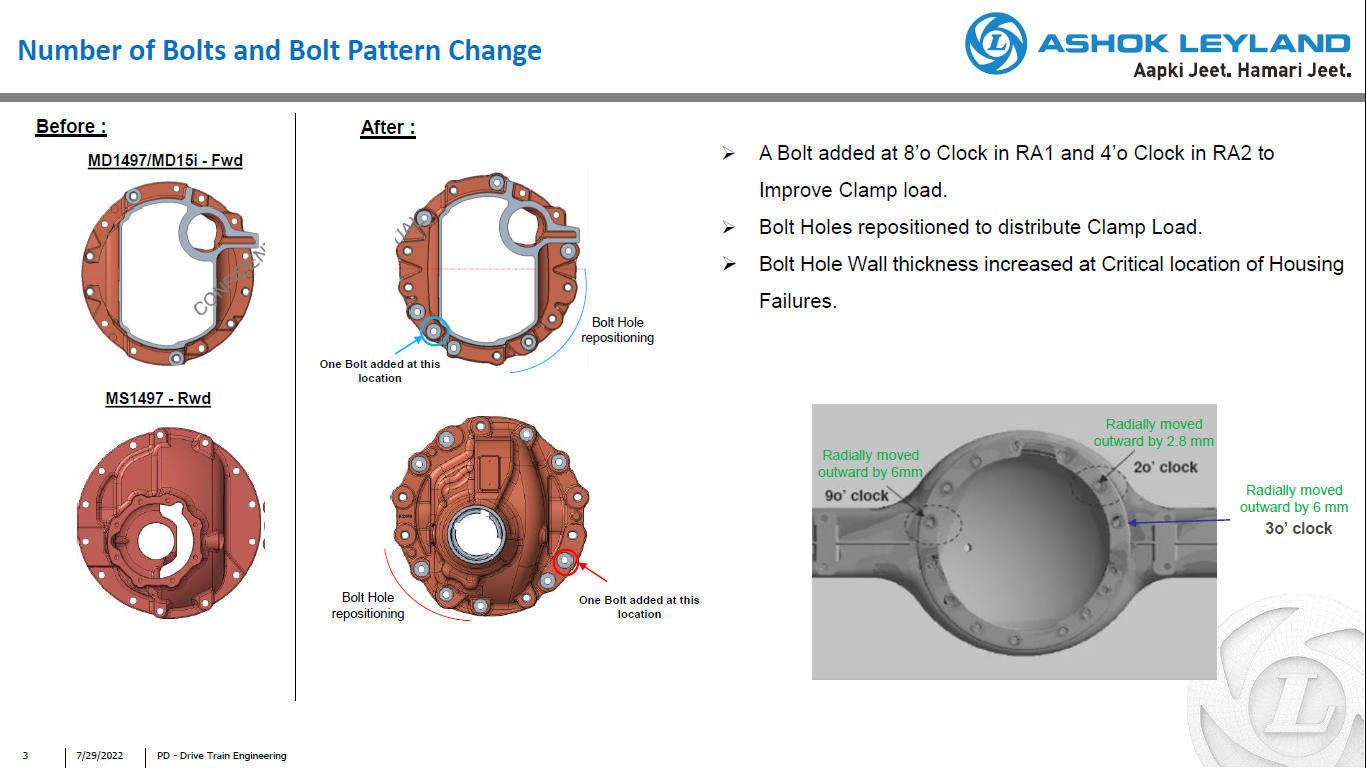 Number of Bolts and Bolt Pattern Change
ASHOK LEYLAND
Aapki Jeet. Hamari Jeet.
Before :
MD1497/MD15i - Fwd
CONFIDEN
MS1497 - Rwd
After :
Bolt Hole
repositioning
One Bolt added at this
location
Bolt Hole
repositioning
One Bolt added at this
location
➢ A Bolt added at 8’o Clock in RA1 and 4’o Clock in RA2 to
Improve Clamp load.
➢ Bolt Holes repositioned to distribute Clamp Load.
➢ Bolt Hole Wall thickness increased at Critical location of Housing
Failures.
Radially moved
outward by 2.8 mm
2o’ clock
Radially moved
outward by 6mm
9o’ clock
Radially moved
outward by 6 mm
3o’ clock
3
7/29/2022
PD - Drive Train Engineering